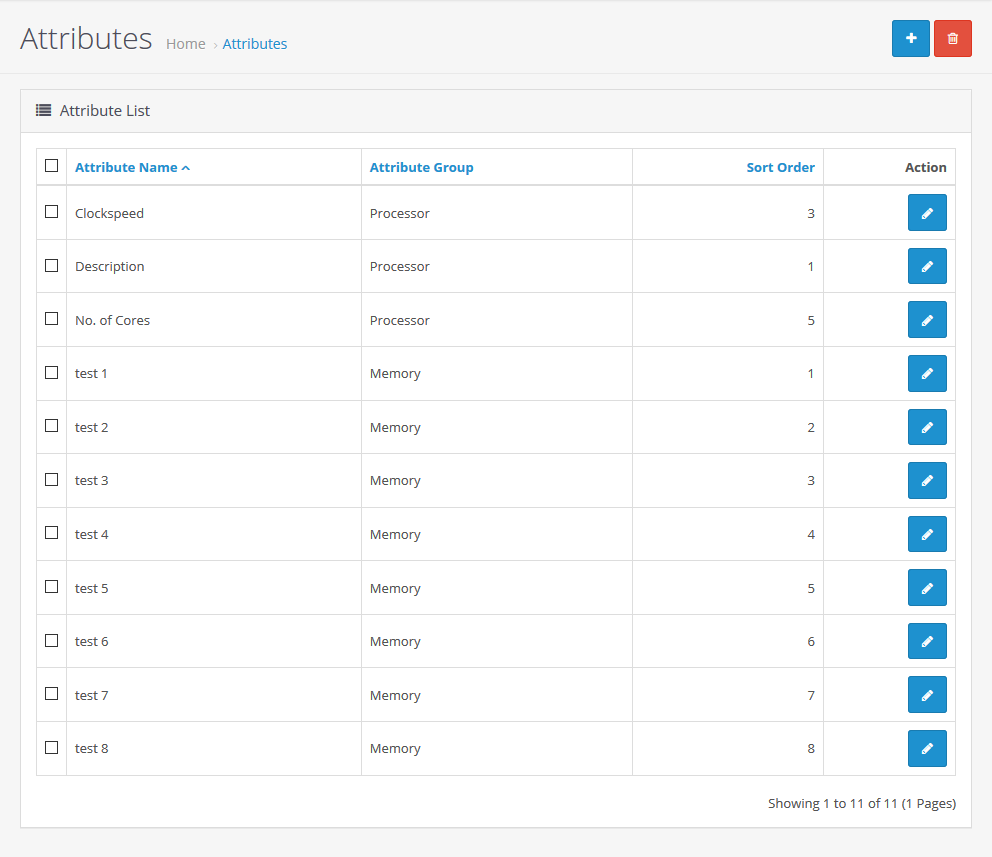 Attributes Home › Attributes
Attribute List
Attribute Name Attribute Group Sort Order Action
Clockspeed Processor 3
Description Processor 1
No. of Cores Processor 5
test 1 Memory 1
test 2 Memory 2
test 3 Memory 3
test 4 Memory 4
test 5 Memory 5
test 6 Memory 6
test 7 Memory 7
test 8 Memory 8
Showing 1 to 11 of 11 (1 Pages)